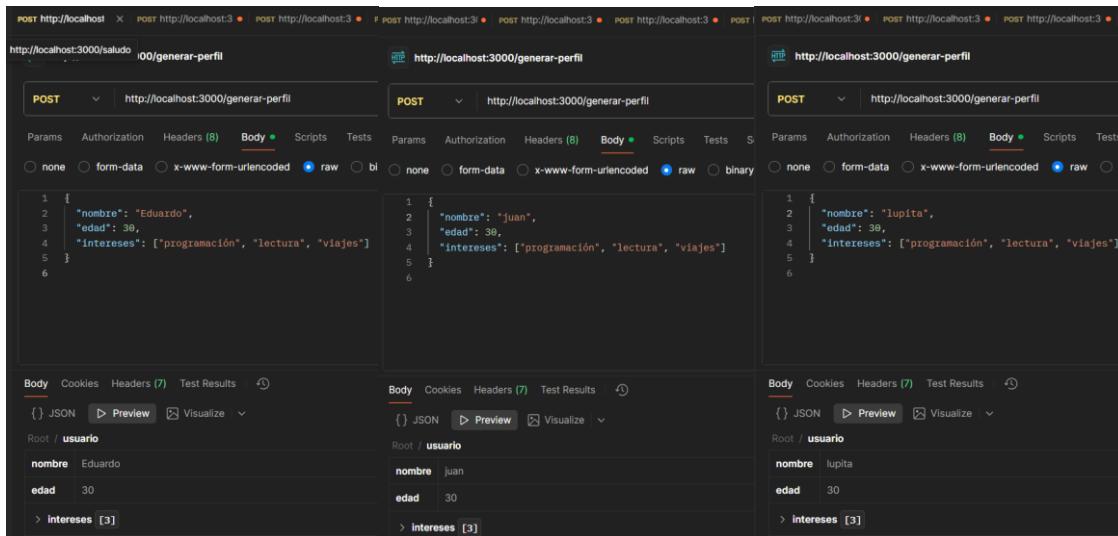 POST http://localhost × POST http://localhost:3 POST http://localhost:3
http://localhost:3000/saludo
00/generar-perfil
POST http://localhost:3000/generar-perfil
Params Authorization Headers (8) Body Scripts Tests
none form-data x-www-form-urlencoded raw bi
1 {
2 "nombre": "Eduardo",
3 "edad": 30,
4 "intereses": ["programación", "lectura", "viajes"]
5 }
6
Body Cookies Headers (7) Test Results
{} JSON Preview Visualize
Root / usuario
nombre Eduardo
edad 30
intereses [3]
POST http://localhost:3 POST http://localhost:3 POST http://localhost:3 POST
HTTP http://localhost:3000/generar-perfil
POST http://localhost:3000/generar-perfil
Params Authorization Headers (8) Body Scripts Tests S
none form-data x-www-form-urlencoded raw binary
1 {
2 "nombre": "juan",
3 "edad": 30,
4 "intereses": ["programación", "lectura", "viajes"]
5 }
6
Body Cookies Headers (7) Test Results
{} JSON Preview Visualize
Root / usuario
nombre juan
edad 30
intereses [3]
POST http://localhost:3 POST http://localhost:3 POST http://localhost:3
HTTP http://localhost:3000/generar-perfil
POST http://localhost:3000/generar-perfil
Params Authorization Headers (8) Body Scripts Tests
none form-data x-www-form-urlencoded raw
1 {
2 "nombre": "lupita",
3 "edad": 30,
4 "intereses": ["programación", "lectura", "viajes"]
5 }
6
Body Cookies Headers (7) Test Results
{} JSON Preview Visualize
Root / usuario
nombre lupita
edad 30
intereses [3]